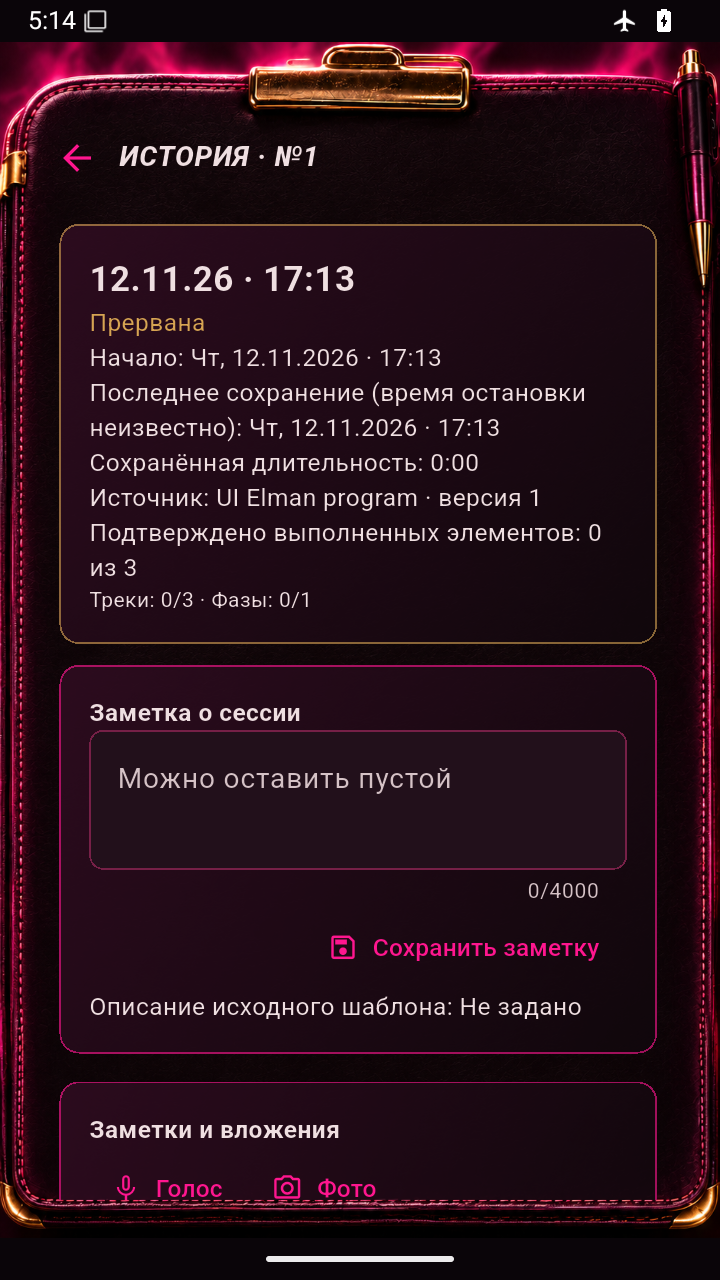 5:14
ИСТОРИЯ · №1
12.11.26 · 17:13
Прервана
Начало: Чт, 12.11.2026 · 17:13
Последнее сохранение (время остановки
неизвестно): Чт, 12.11.2026 · 17:13
Сохранённая длительность: 0:00
Источник: UI Elman program · версия 1
Подтверждено выполненных элементов: 0
из 3
Треки: 0/3 · Фазы: 0/1
Заметка о сессии
Можно оставить пустой
0/4000
Сохранить заметку
Описание исходного шаблона: Не задано
Заметки и вложения
Голос Фото